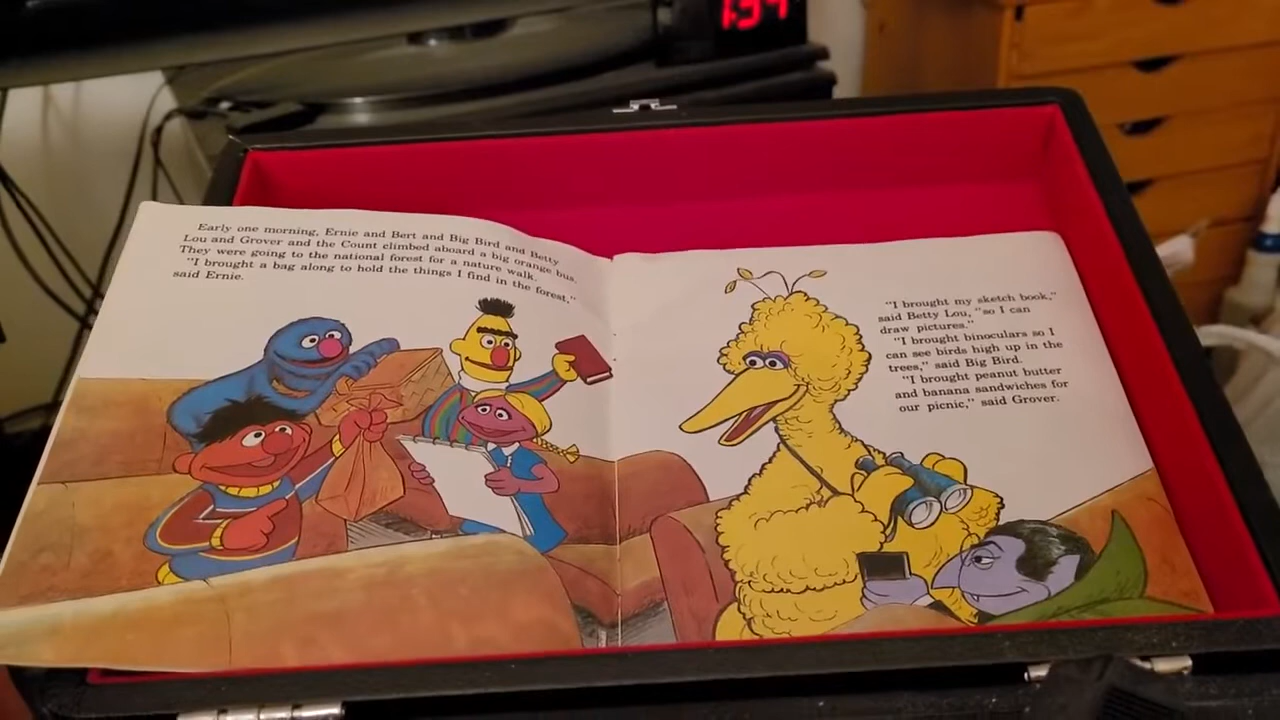 Early one morning, Ernie and Bert and Big Bird and Betty
Lou and Grover and the Count climbed aboard a big orange bus.
They were going to the national forest for a nature walk.
"I brought a bag along to hold the things I find in the forest,"
said Ernie.
"I brought my sketch book,"
said Betty Lou, "so I can
draw pictures."
"I brought binoculars so I
can see birds high up in the
trees," said Big Bird.
"I brought peanut butter
and banana sandwiches for
our picnic," said Grover.